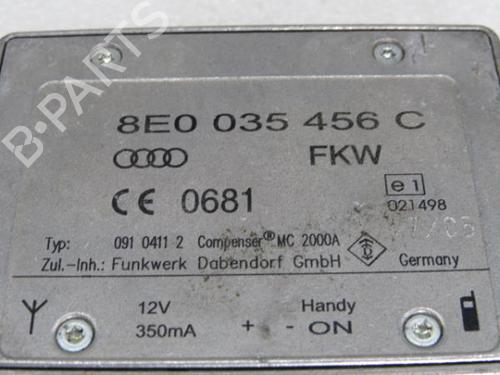 B-PARTS
8E0 035 456 C
FKW
CE 0681
e1
021498
Typ: 091 0411 2 Compenser® MC 2000A
Zul.-Inh.: Funkwerk Dabendorf GmbH Germany
12V Handy
350mA + - ON